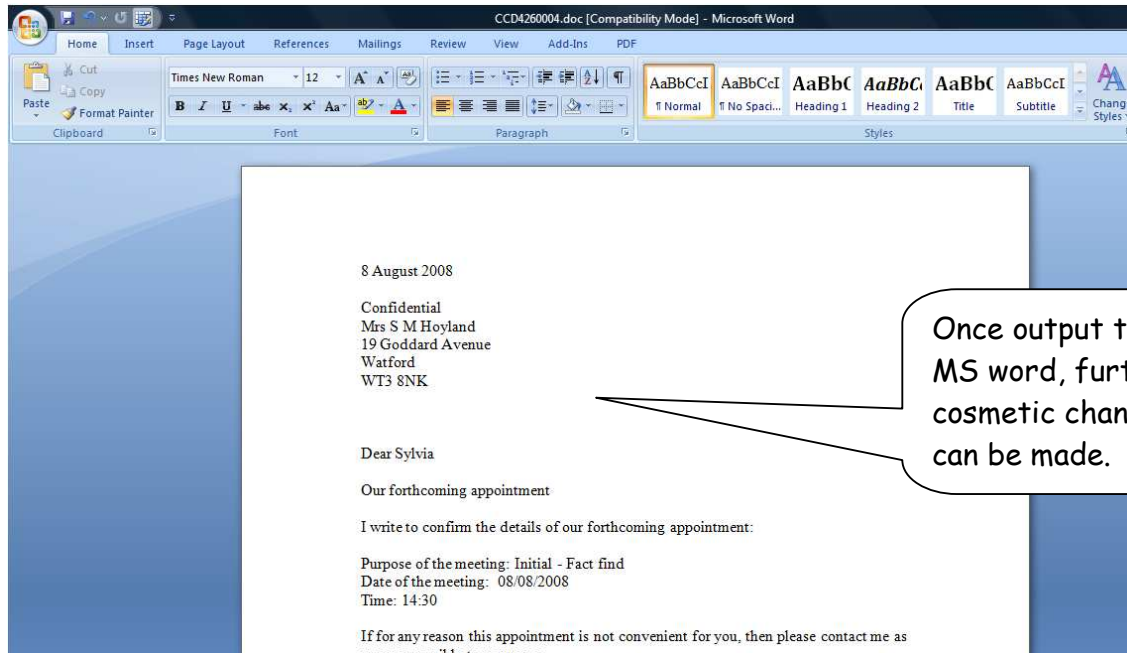 CCD4260004.doc [Compatibility Mode] - Microsoft Word
Home Insert Page Layout References Mailings Review View Add-Ins PDF
Cut
Copy
Paste
Format Painter
Times New Roman 12
B I U abc x₂ x² Aa
AaBbCcI AaBbCcI AaBbC AaBbC AaBbC AaBbCcI
¶ Normal ¶ No Spaci... Heading 1 Heading 2 Title Subtitle
Chang
Styles
Clipboard Font Paragraph Styles
8 August 2008
Confidential
Mrs S M Hoyland
19 Goddard Avenue
Watford
WT3 8NK
Dear Sylvia
Our forthcoming appointment
I write to confirm the details of our forthcoming appointment:
Purpose of the meeting: Initial - Fact find
Date of the meeting: 08/08/2008
Time: 14:30
If for any reason this appointment is not convenient for you, then please contact me as
Once output t
MS word, furt
cosmetic chan
can be made.